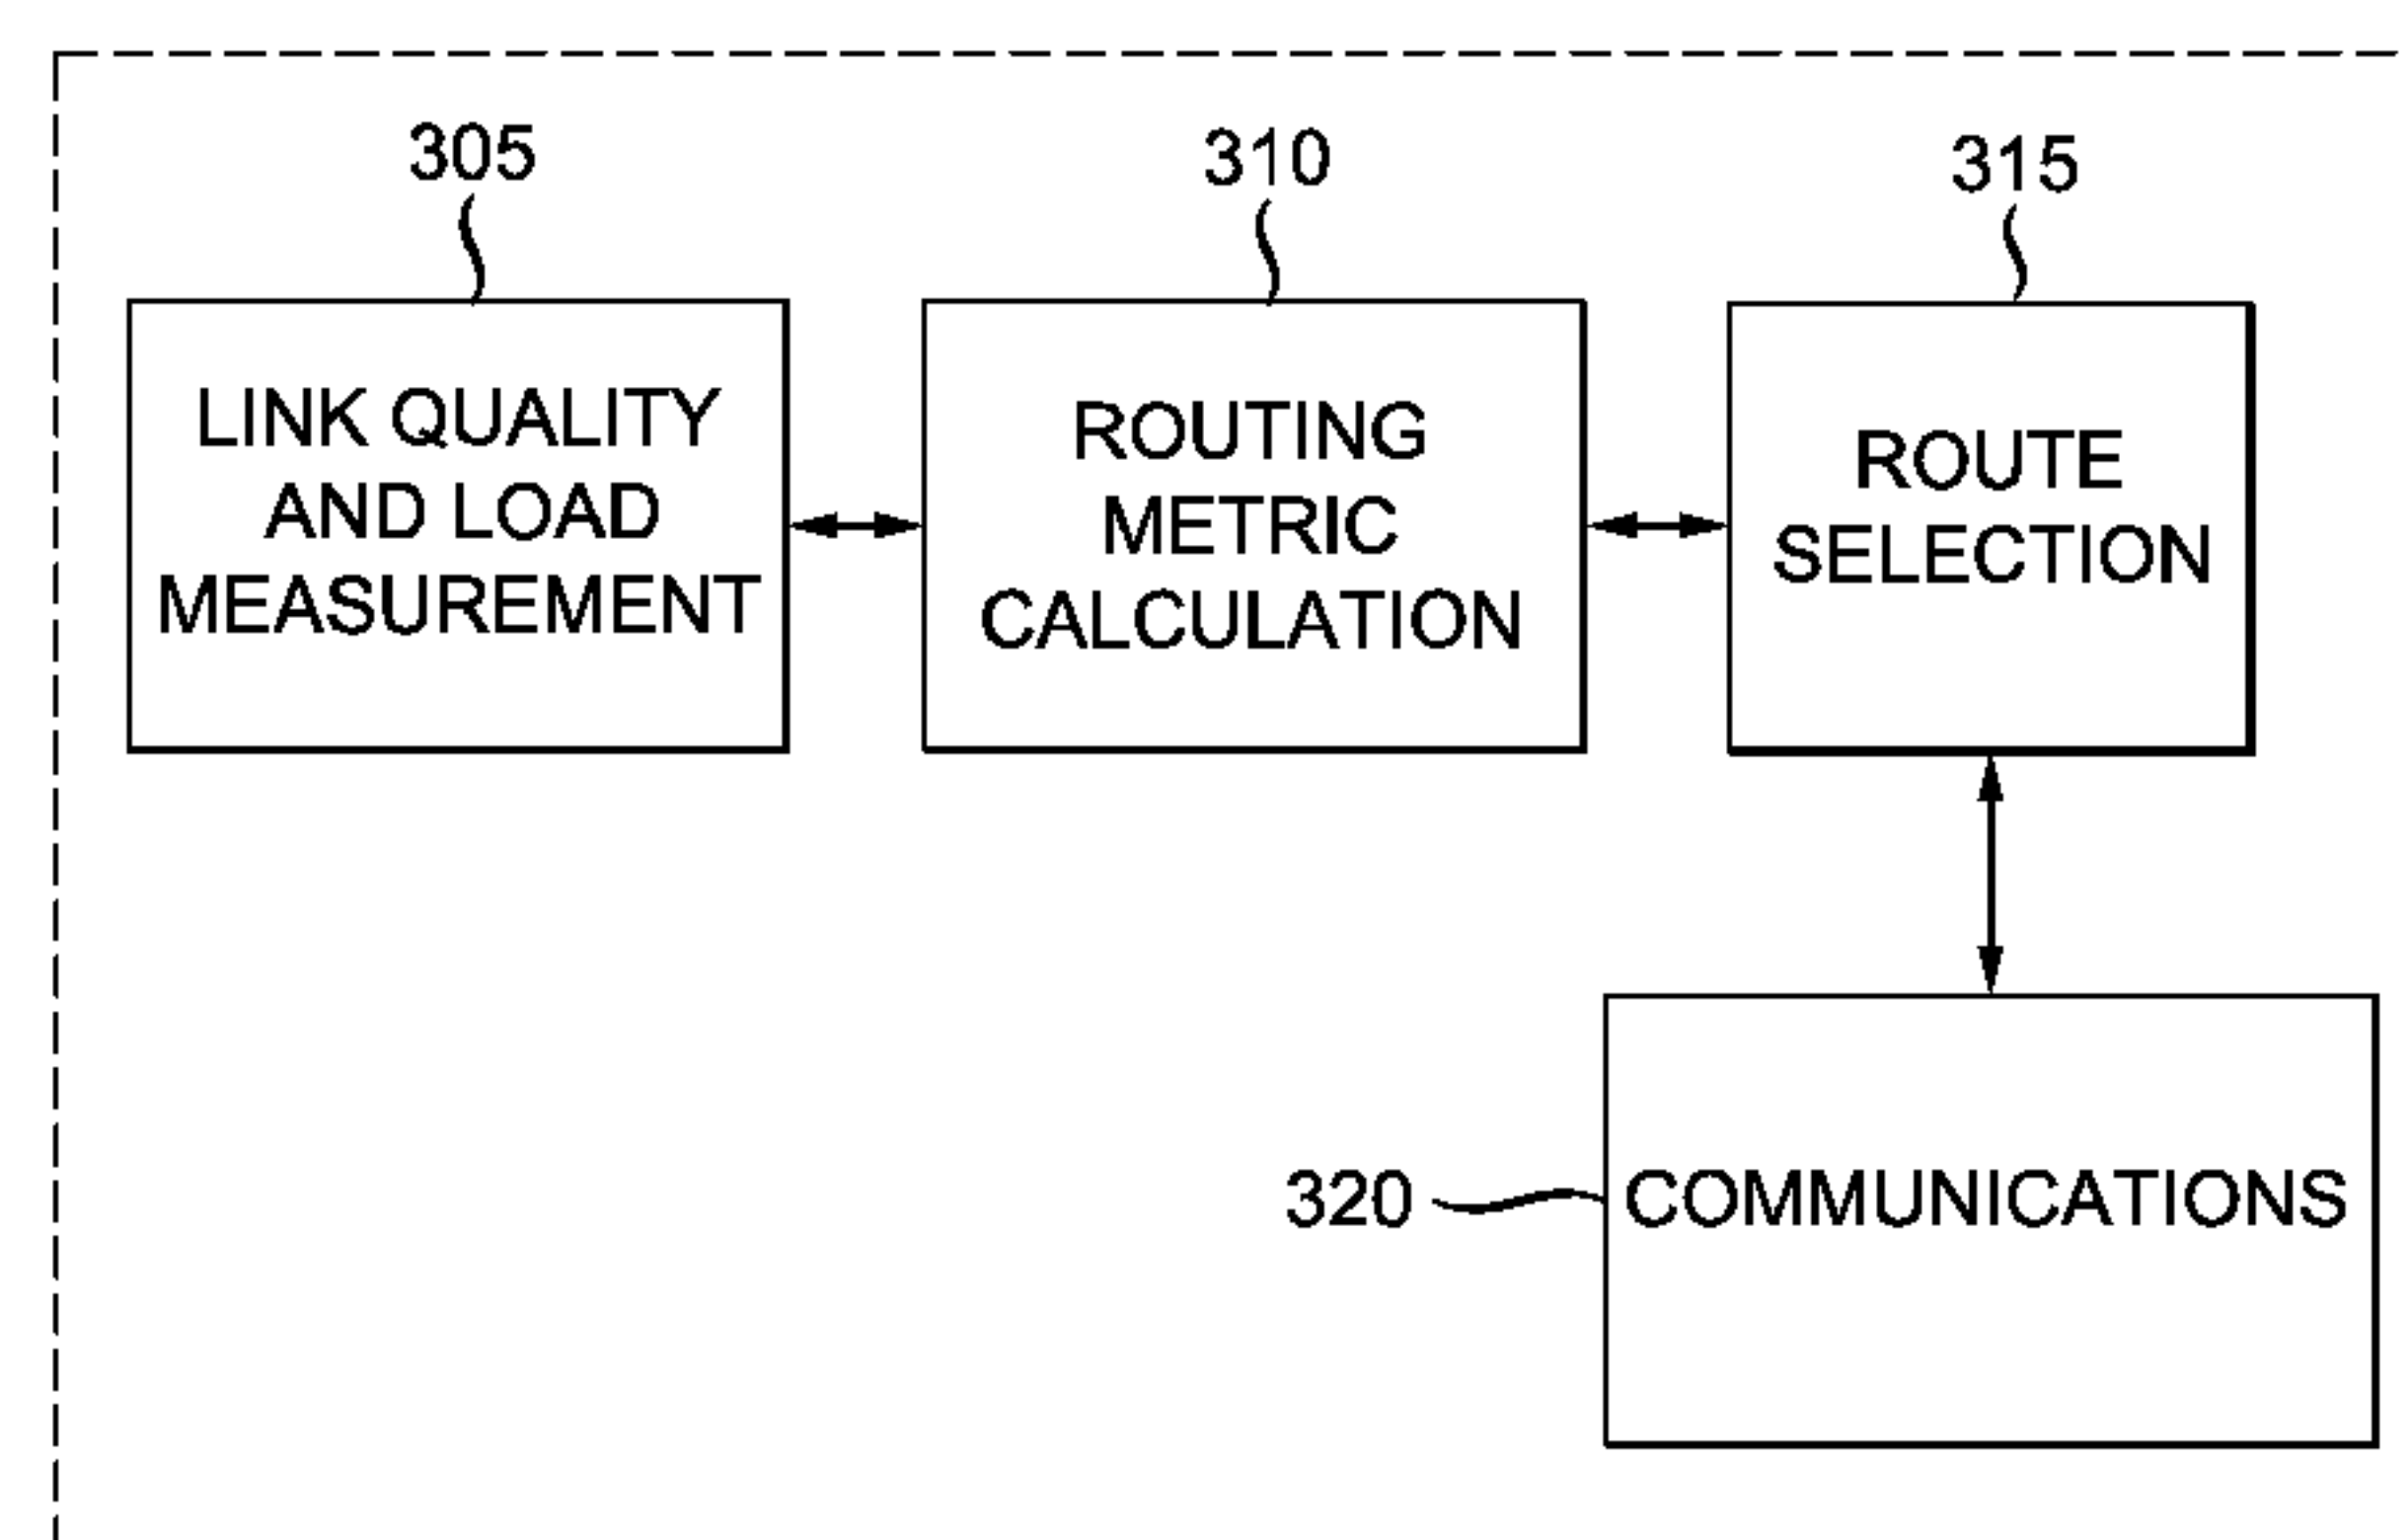 305
310
315
LINK QUALITY
AND LOAD
MEASUREMENT
ROUTING
METRIC
CALCULATION
ROUTE
SELECTION
320
COMMUNICATIONS